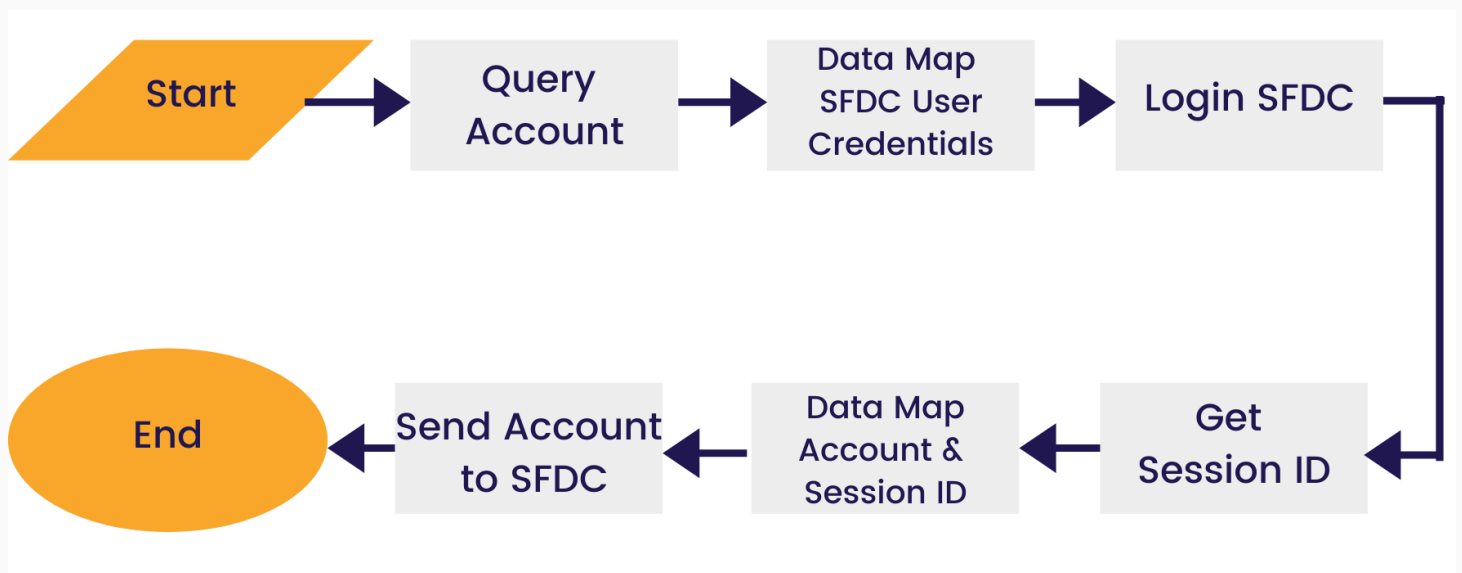 Start
Query
Account
Data Map
SFDC User
Credentials
Login SFDC
Get
Session ID
Data Map
Account &
Session ID
Send Account
to SFDC
End